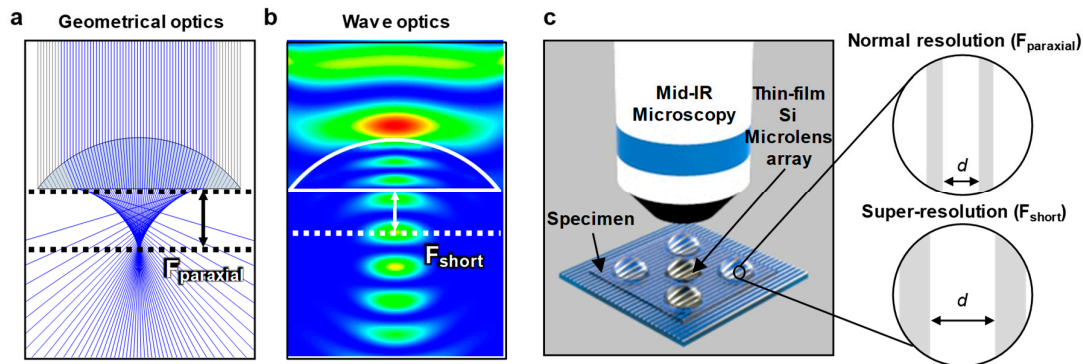 a
Geometrical optics
F_paraxial
b
Wave optics
F_short
c
Mid-IR
Microscopy
Thin-film
Si
Microlens
array
Specimen
Normal resolution (F_paraxial)
d
Super-resolution (F_short)
d